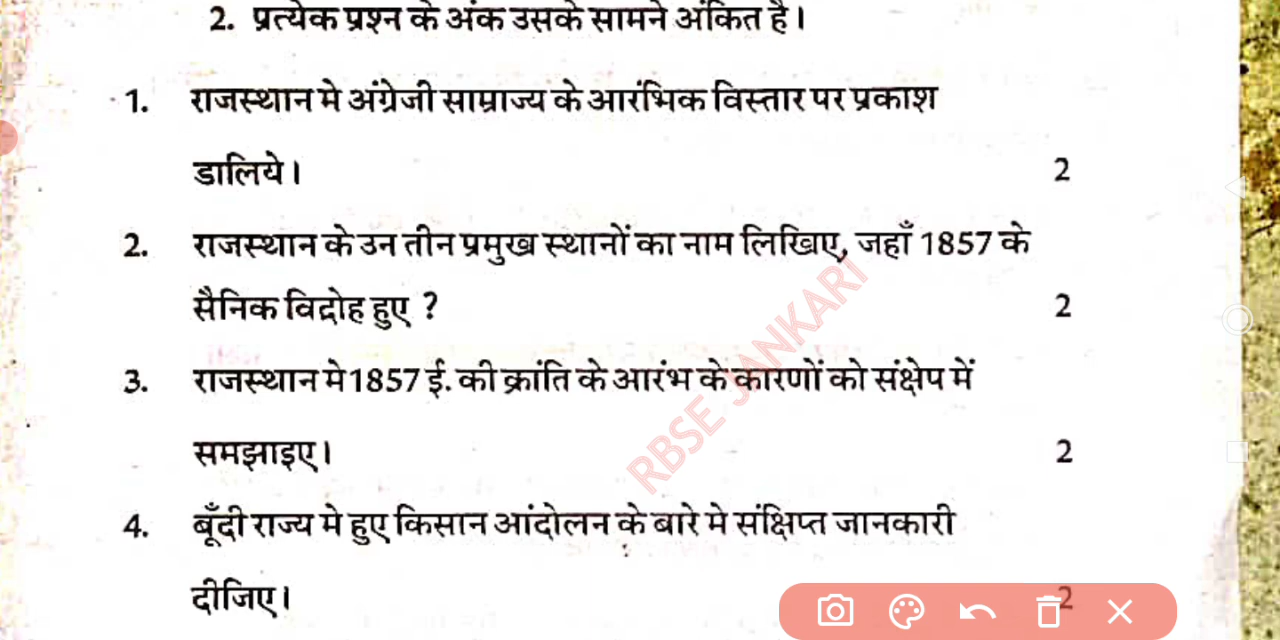 2. प्रत्येक प्रश्न के अंक उसके सामने अंकित है।
1. राजस्थान मे अंग्रेजी साम्राज्य के आरंभिक विस्तार पर प्रकाश
डालिये। 2
2. राजस्थान के उन तीन प्रमुख स्थानों का नाम लिखिए, जहाँ 1857 के
सैनिक विद्रोह हुए ? 2
3. राजस्थान मे 1857 ई. की क्रांति के आरंभ के कारणों को संक्षेप में
समझाइए। 2
4. बूँदी राज्य मे हुए किसान आंदोलन के बारे मे संक्षिप्त जानकारी
दीजिए। 2
RBSE JANKARI